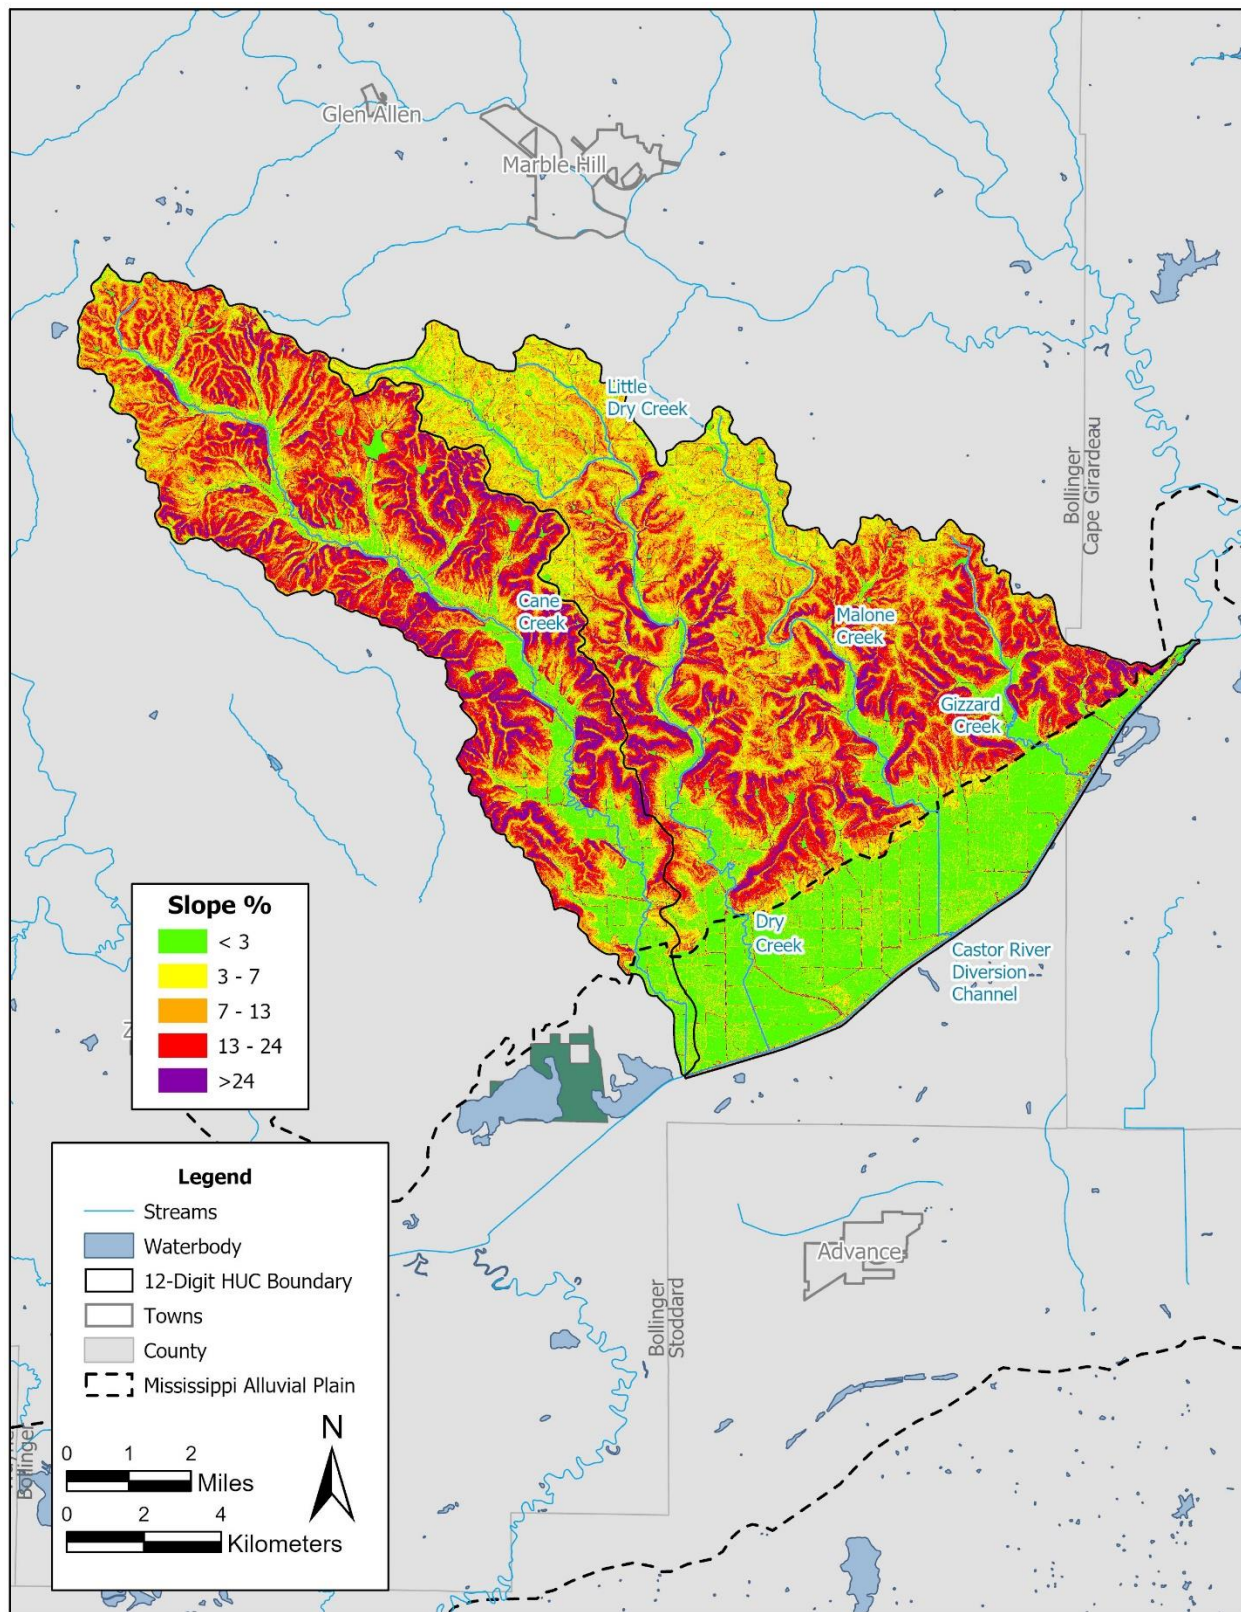 Glen Allen
Marble Hill
Little
Dry Creek
Bollinger
Cape Girardeau
Cane
Creek
Malone
Creek
Gizzard
Creek
Dry
Creek
Castor River
Diversion
Channel
Slope %
< 3
3 - 7
7 - 13
13 - 24
>24
Legend
Streams
Waterbody
12-Digit HUC Boundary
Towns
County
Mississippi Alluvial Plain
N
0 1 2
Miles
0 2 4
Kilometers
Advance
Bollinger
Stoddard
Bollinger